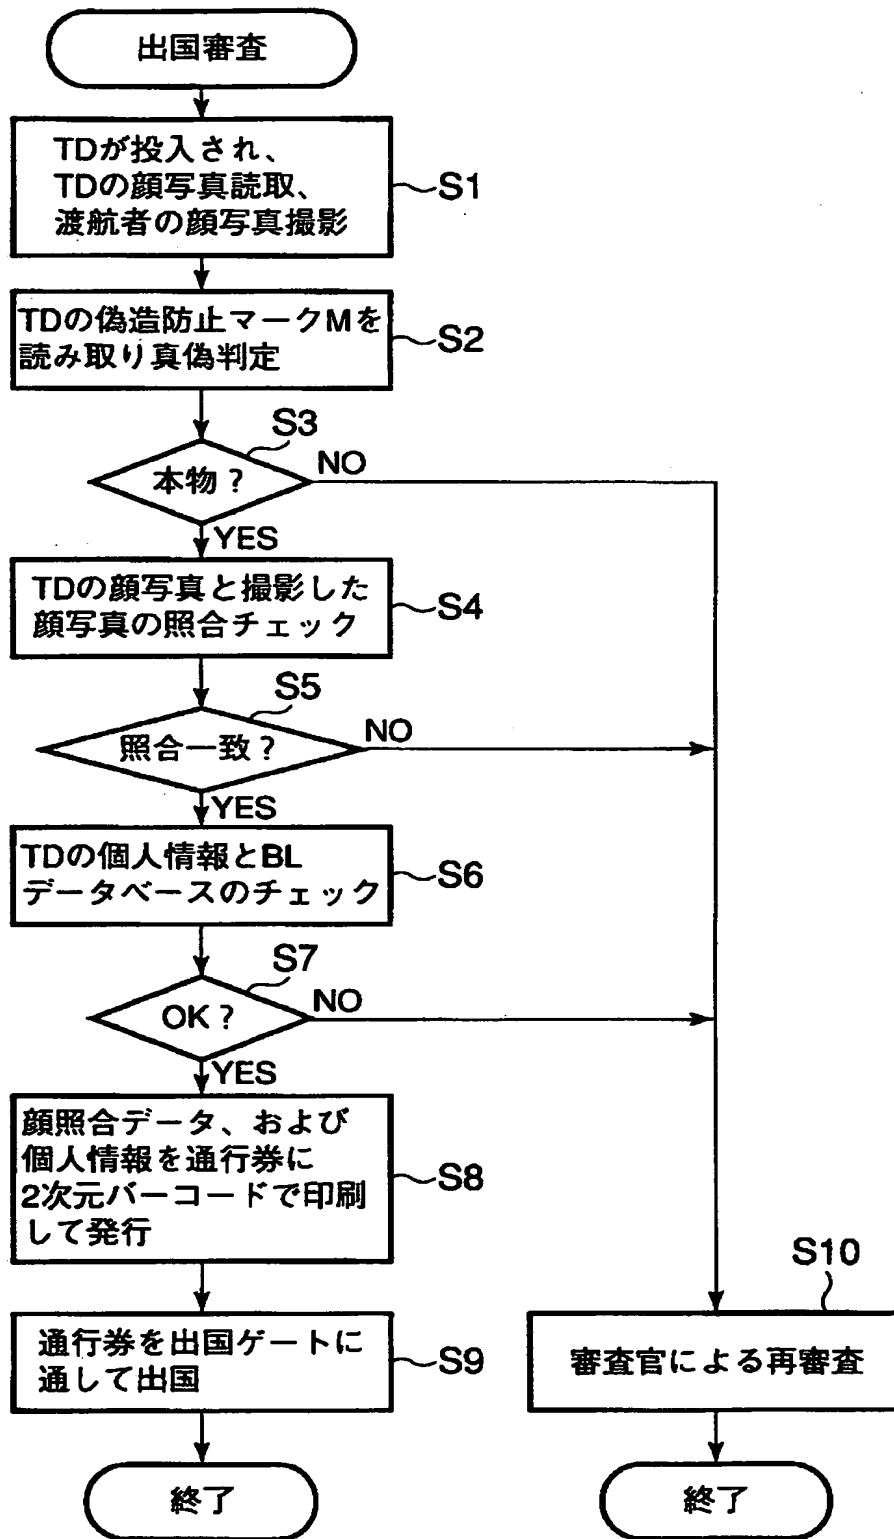 出国審査
TDが投入され、
TDの顔写真読取、
渡航者の顔写真撮影
S1
TDの偽造防止マークMを
読み取り真偽判定
S2
S3
本物？
NO
YES
TDの顔写真と撮影した
顔写真の照合チェック
S4
S5
照合一致？
NO
YES
TDの個人情報とBL
データベースのチェック
S6
S7
OK？
NO
YES
顔照合データ、および
個人情報を通行券に
2次元バーコードで印刷
して発行
S8
通行券を出国ゲートに
通して出国
S9
S10
審査官による再審査
終了
終了